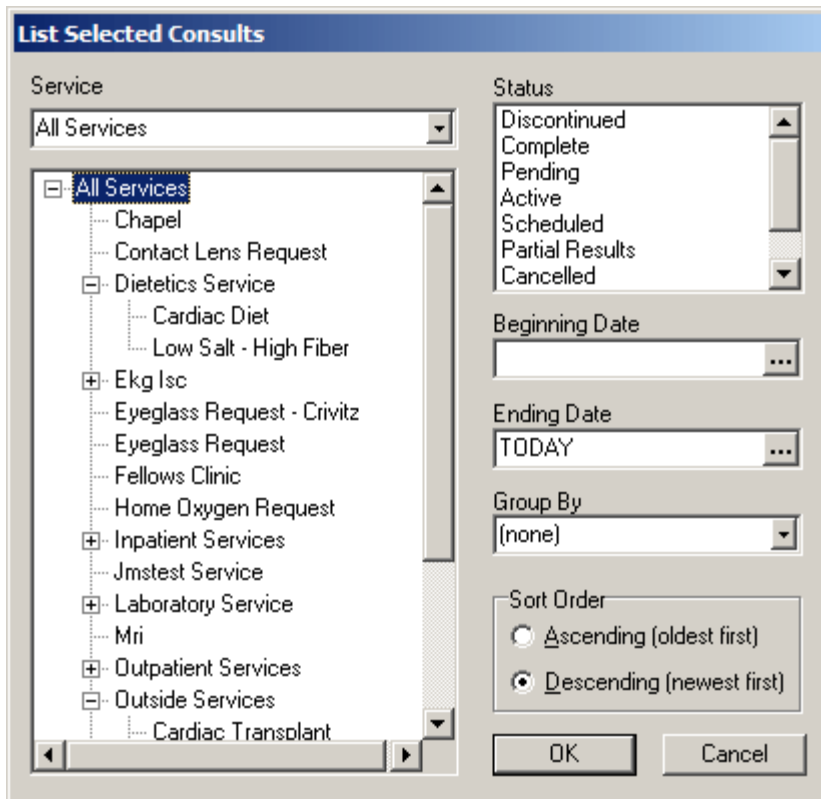 List Selected Consults
Service
All Services
All Services
Chapel
Contact Lens Request
Dietetics Service
Cardiac Diet
Low Salt - High Fiber
Ekg Isc
Eyeglass Request - Crivitz
Eyeglass Request
Fellows Clinic
Home Oxygen Request
Inpatient Services
Jmstest Service
Laboratory Service
Mri
Outpatient Services
Outside Services
Cardiac Transplant
Status
Discontinued
Complete
Pending
Active
Scheduled
Partial Results
Cancelled
Beginning Date
...
Ending Date
TODAY ...
Group By
(none)
Sort Order
Ascending (oldest first)
Descending (newest first)
OK Cancel